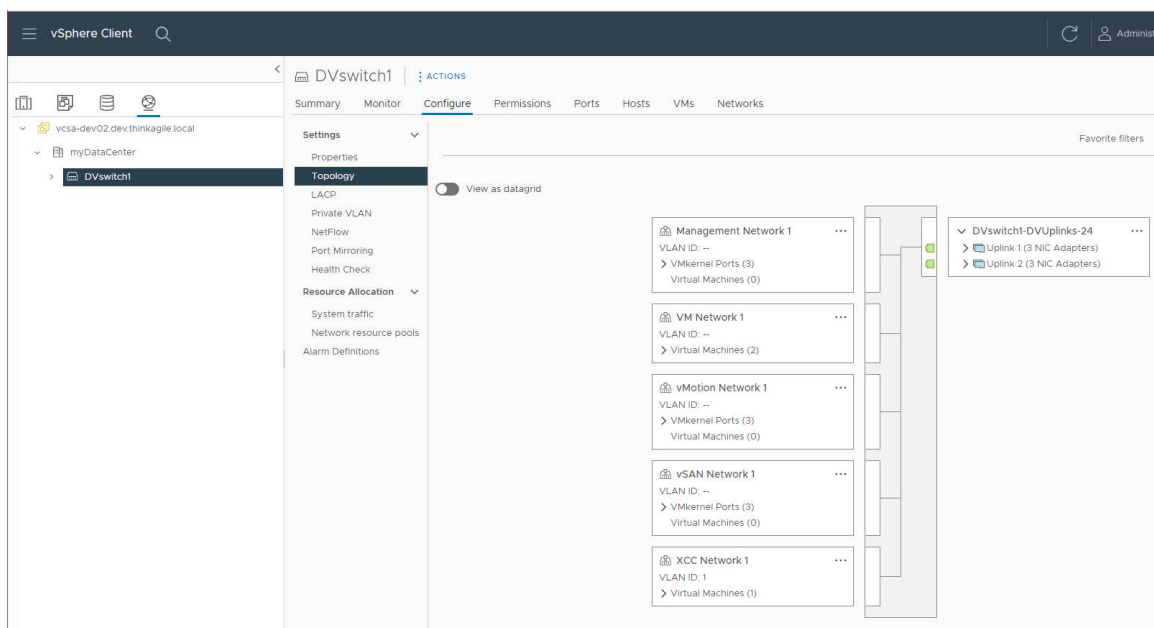 vSphere Client
DVswitch1
ACTIONS
Summary Monitor Configure Permissions Ports Hosts VMs Networks
vcsa-dev02.dev.thinkagile.local
myDataCenter
DVswitch1
Settings
Properties
Topology
LACP
Private VLAN
NetFlow
Port Mirroring
Health Check
Resource Allocation
System traffic
Network resource pools
Alarm Definitions
Favorite filters
View as datagrid
Management Network 1
VLAN ID: --
VMkernel Ports (3)
Virtual Machines (0)
VM Network 1
VLAN ID: --
Virtual Machines (2)
vMotion Network 1
VLAN ID: --
VMkernel Ports (3)
Virtual Machines (0)
vSAN Network 1
VLAN ID: --
VMkernel Ports (3)
Virtual Machines (0)
XCC Network 1
VLAN ID: 1
Virtual Machines (1)
DVswitch1-DVUplinks-24
Uplink 1 (3 NIC Adapters)
Uplink 2 (3 NIC Adapters)